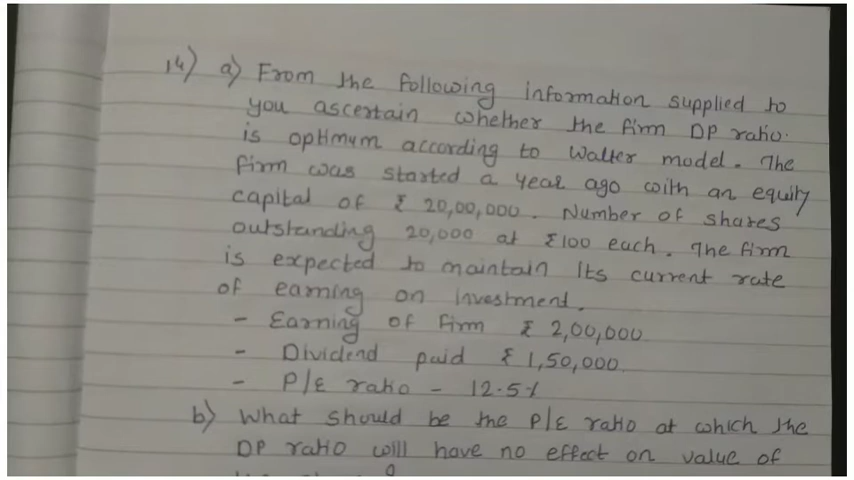 14) a) From the following information supplied to
you ascertain whether the firm DP ratio.
is optimum according to Walter model. The
firm was started a year ago with an equity
capital of ₹ 20,00,000. Number of shares
outstanding 20,000 at ₹100 each. The firm
is expected to maintain its current rate
of earning on investment.
- Earning of firm ₹ 2,00,000
- Dividend paid ₹ 1,50,000
- P/E ratio - 12.5%
b) What should be the P/E ratio at which the
DP ratio will have no effect on value of